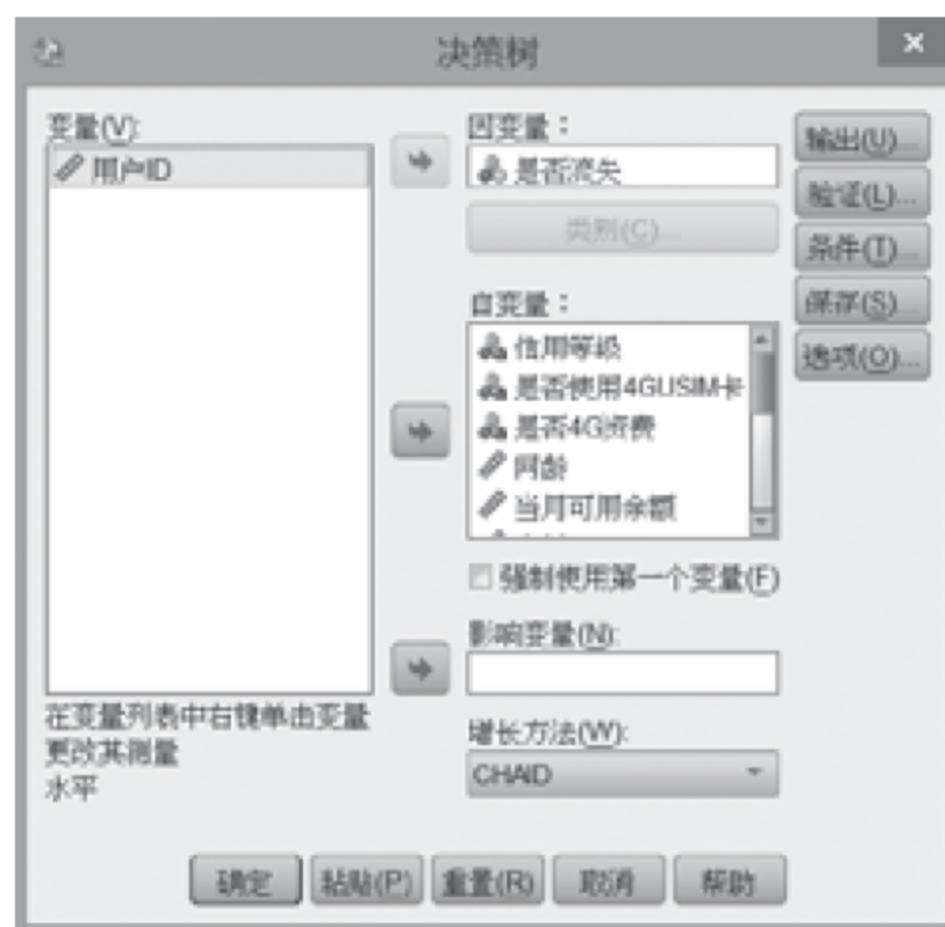 决策树
变量(V):
用户ID
在变量列表中右键单击变量
更改其测量
水平
因变量：
是否流失
类别(C)...
自变量：
信用等级
是否使用4GUSIM卡
是否4G资费
网龄
当月可用余额
强制使用第一个变量(F)
影响变量(N):
增长方法(W):
CHAID
输出(U)...
验证(L)...
条件(T)...
保存(S)...
选项(O)...
确定
粘贴(P)
重置(R)
取消
帮助